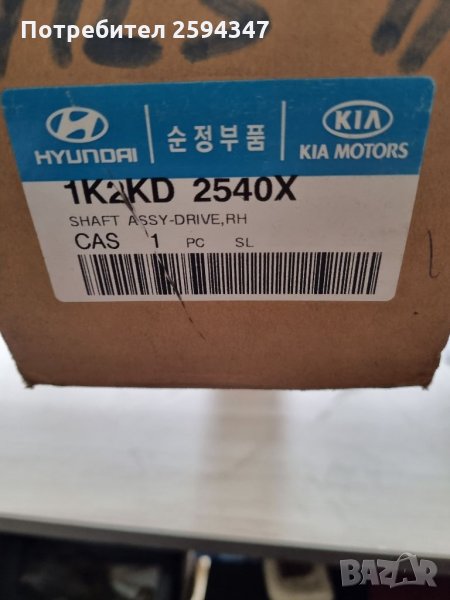 Потребител 2594347
HYUNDAI
순정부품
KIA
KIA MOTORS
1K2KD 2540X
SHAFT ASSY-DRIVE,RH
CAS 1 PC SL
BAZAR